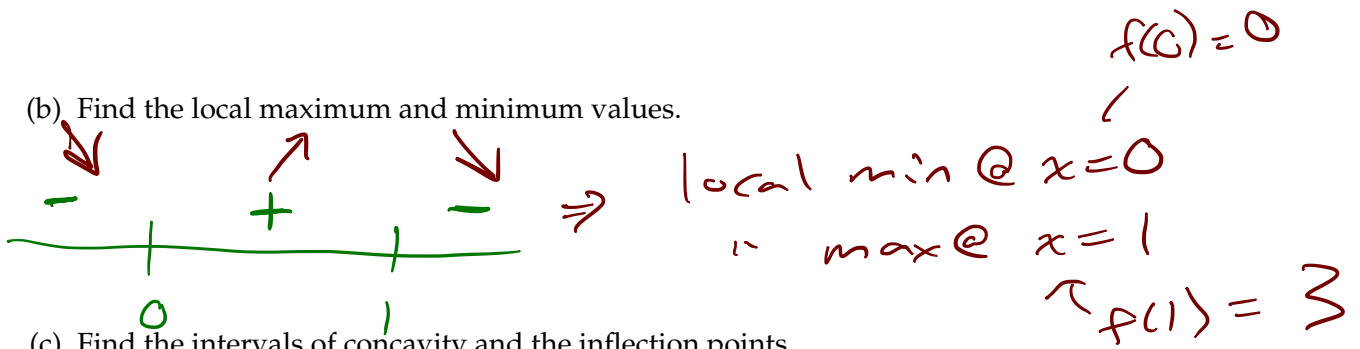 f(0) = 0
(b) Find the local maximum and minimum values.
- + - ⇒ local min @ x=0
" max @ x=1
0 1
f(1) = 3
(c) Find the intervals of concavity and the inflection points.